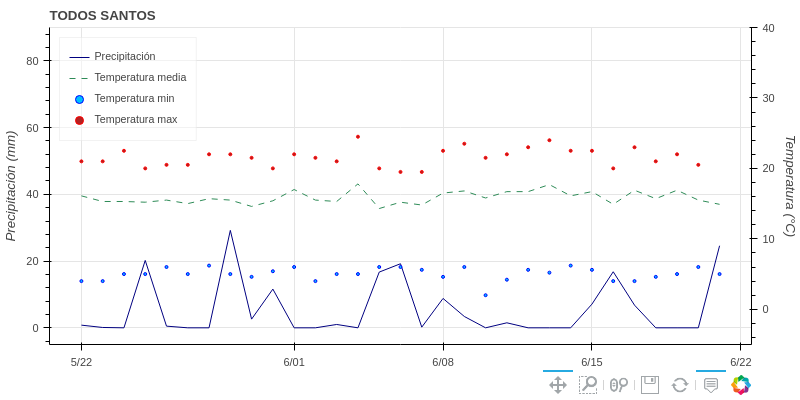 TODOS SANTOS
Precipitación
Temperatura media
Temperatura min
Temperatura max
Precipitación (mm)
80
60
40
20
0
40
30
20
10
0
Temperatura (°C)
5/22
6/01
6/08
6/15
6/22